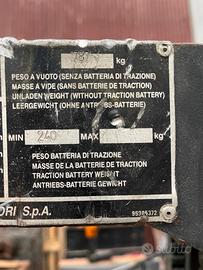 kg
PESO A VUOTO (SENZA BATTERIA DI TRAZIONE)
MASSE A VIDE (SANS BATTERIE DE TRACTION)
UNLADEN WEIGHT (WITHOUT TRACTION BATTERY)
LEERGEWICHT (OHNE ANTRIEBS-BATTERIE)
MIN 240 MAX kg
PESO BATTERIA DI TRAZIONE
MASSE DE LA BATTERIE DE TRACTION
TRACTION BATTERY WEIGHT
ANTRIEBS-BATTERIE GEWICHT
ORI S.p.A.
subito